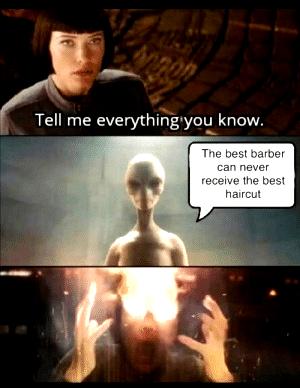 Tell me everything you know.
The best barber
can never
receive the best
haircut